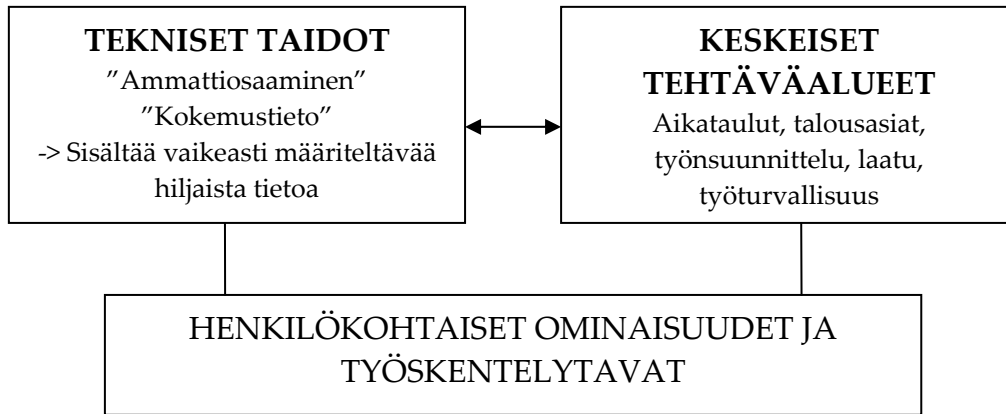 TEKNISET TAIDOT
”Ammattiosaaminen”
”Kokemustieto”
-> Sisältää vaikeasti määriteltävää
hiljaista tietoa
KESKEISET
TEHTÄVÄALUEET
Aikataulut, talousasiat,
työnsuunnittelu, laatu,
työturvallisuus
HENKILÖKOHTAISET OMINAISUUDET JA
TYÖSKENTELYTAVAT